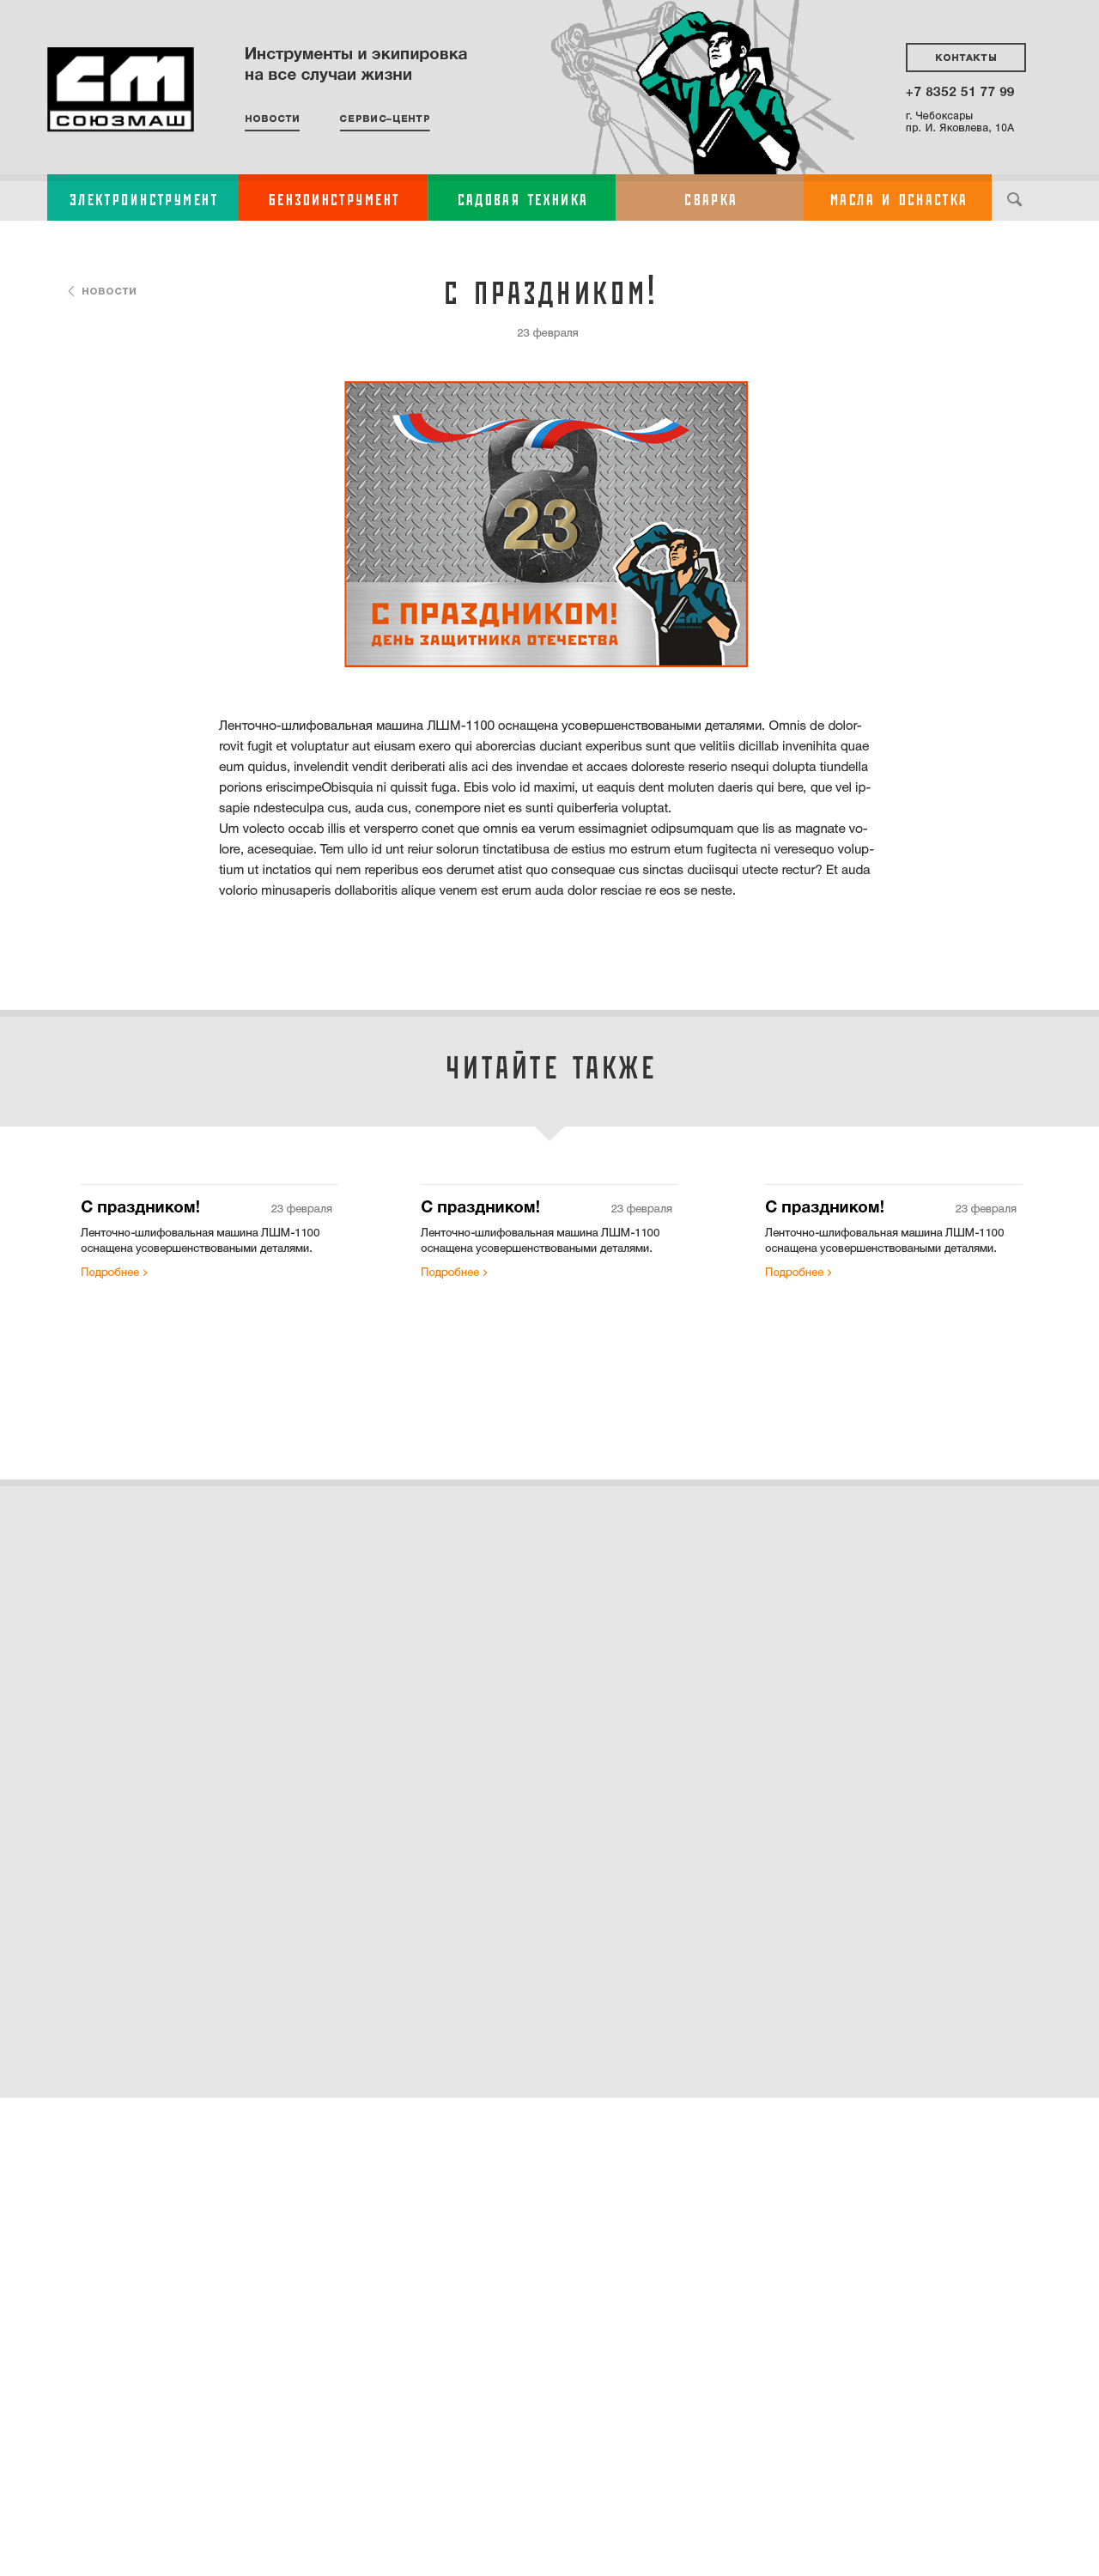 СМ
СОЮЗМАШ
Инструменты и экипировка
на все случаи жизни
НОВОСТИ
СЕРВИС–ЦЕНТР
КОНТАКТЫ
+7 8352 51 77 99
г. Чебоксары
пр. И. Яковлева, 10А
ЭЛЕКТРОИНСТРУМЕНТ
БЕНЗОИНСТРУМЕНТ
САДОВАЯ ТЕХНИКА
СВАРКА
МАСЛА И ОСНАСТКА
НОВОСТИ
С ПРАЗДНИКОМ!
23 февраля
23
С ПРАЗДНИКОМ!
ДЕНЬ ЗАЩИТНИКА ОТЕЧЕСТВА
СМ
СОЮЗМАШ
Ленточно-шлифовальная машина ЛШМ-1100 оснащена усовершенствоваными деталями. Omnis de dolor-
rovit fugit et voluptatur aut eiusam exero qui aborercias duciant experibus sunt que velitiis dicillab invenihita quae
eum quidus, invelendit vendit deriberati alis aci des invendae et accaes doloreste reserio nsequi dolupta tiundella
porions eriscimpeObisquia ni quissit fuga. Ebis volo id maximi, ut eaquis dent moluten daeris qui bere, que vel ip-
sapie ndesteculpa cus, auda cus, conempore niet es sunti quiberferia voluptat.
Um volecto occab illis et versperro conet que omnis ea verum essimagniet odipsumquam que lis as magnate vo-
lore, acesequiae. Tem ullo id unt reiur solorun tinctatibusa de estius mo estrum etum fugitecta ni veresequo volup-
tium ut inctatios qui nem reperibus eos derumet atist quo consequae cus sinctas duciisqui utecte rectur? Et auda
volorio minusaperis dollaboritis alique venem est erum auda dolor resciae re eos se neste.
ЧИТАЙТЕ ТАКЖЕ
С праздником!
23 февраля
Ленточно-шлифовальная машина ЛШМ-1100
оснащена усовершенствоваными деталями.
Подробнее
С праздником!
23 февраля
Ленточно-шлифовальная машина ЛШМ-1100
оснащена усовершенствоваными деталями.
Подробнее
С праздником!
23 февраля
Ленточно-шлифовальная машина ЛШМ-1100
оснащена усовершенствоваными деталями.
Подробнее